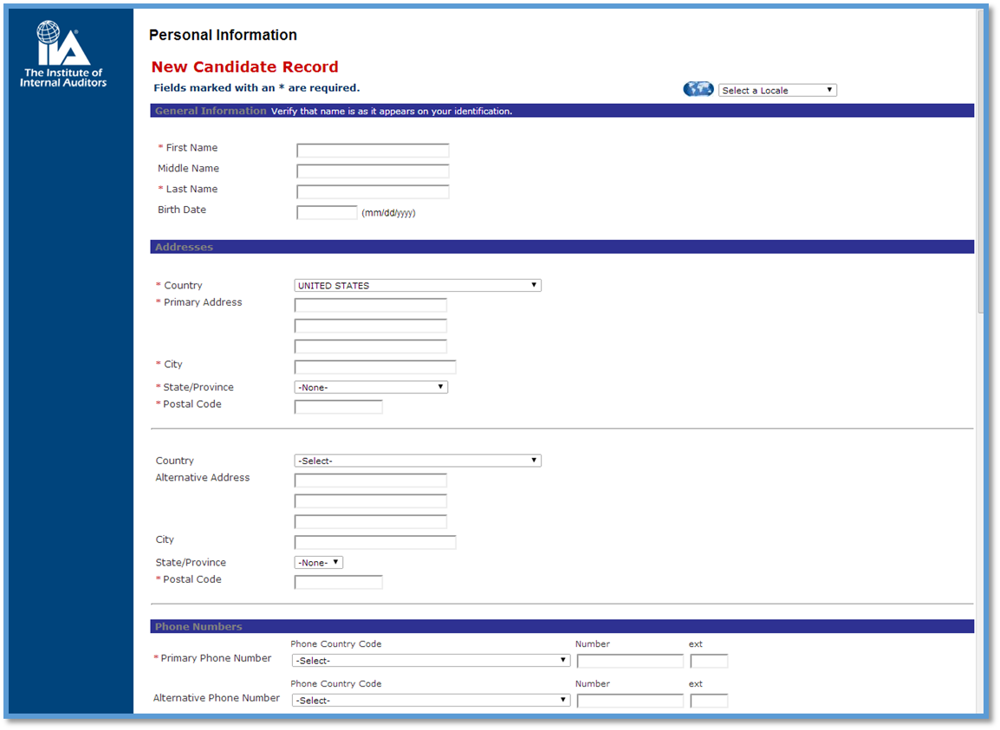 IIA
The Institute of
Internal Auditors
Personal Information
New Candidate Record
Fields marked with an * are required.
Select a Locale
General Information Verify that name is as it appears on your identification.
* First Name
Middle Name
* Last Name
Birth Date (mm/dd/yyyy)
Addresses
* Country UNITED STATES
* Primary Address
* City
* State/Province -None-
* Postal Code
Country -Select-
Alternative Address
City
State/Province -None-
* Postal Code
Phone Numbers
Phone Country Code Number ext
* Primary Phone Number -Select-
Phone Country Code Number ext
Alternative Phone Number -Select-